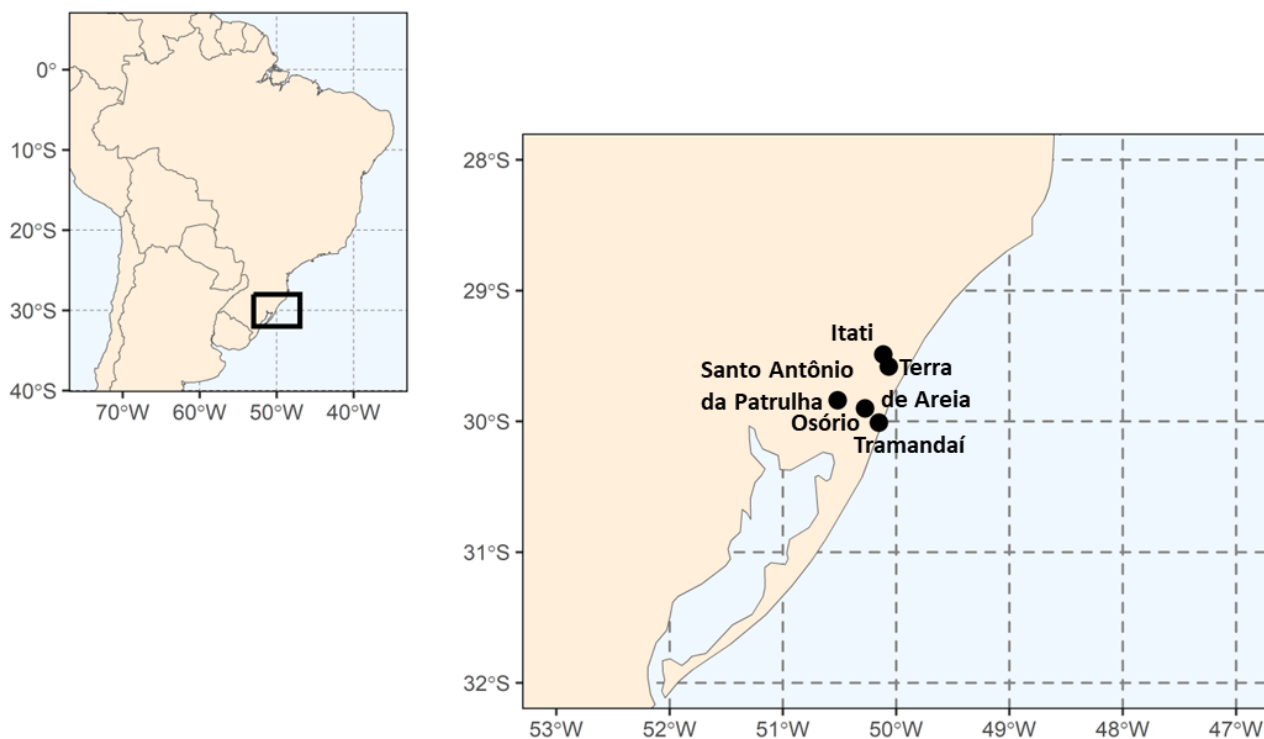 0°
10°S
20°S
30°S
40°S
70°W 60°W 50°W 40°W
28°S
29°S
30°S
31°S
32°S
Itati
Santo Antônio
da Patrulha
Terra
de Areia
Osório
Tramandaí
53°W 52°W 51°W 50°W 49°W 48°W 47°W